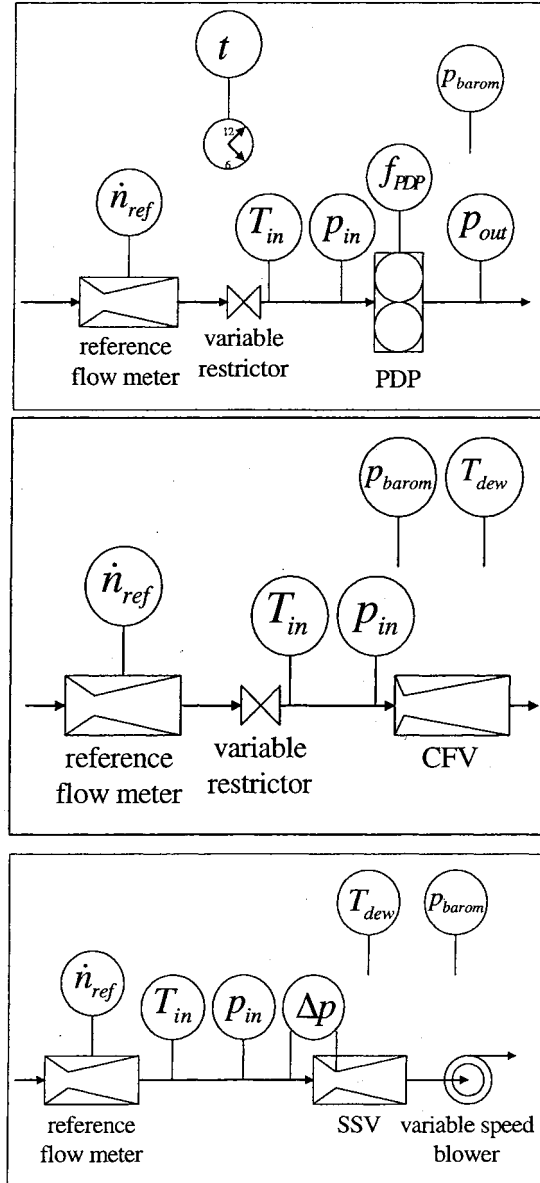 t
p_barom
12
6
f_PDP
ṅ_ref
T_in
p_in
p_out
reference
flow meter
variable
restrictor
PDP
p_barom
T_dew
ṅ_ref
T_in
p_in
reference
flow meter
variable
restrictor
CFV
T_dew
p_barom
ṅ_ref
T_in
p_in
Δp
reference
flow meter
SSV
variable speed
blower